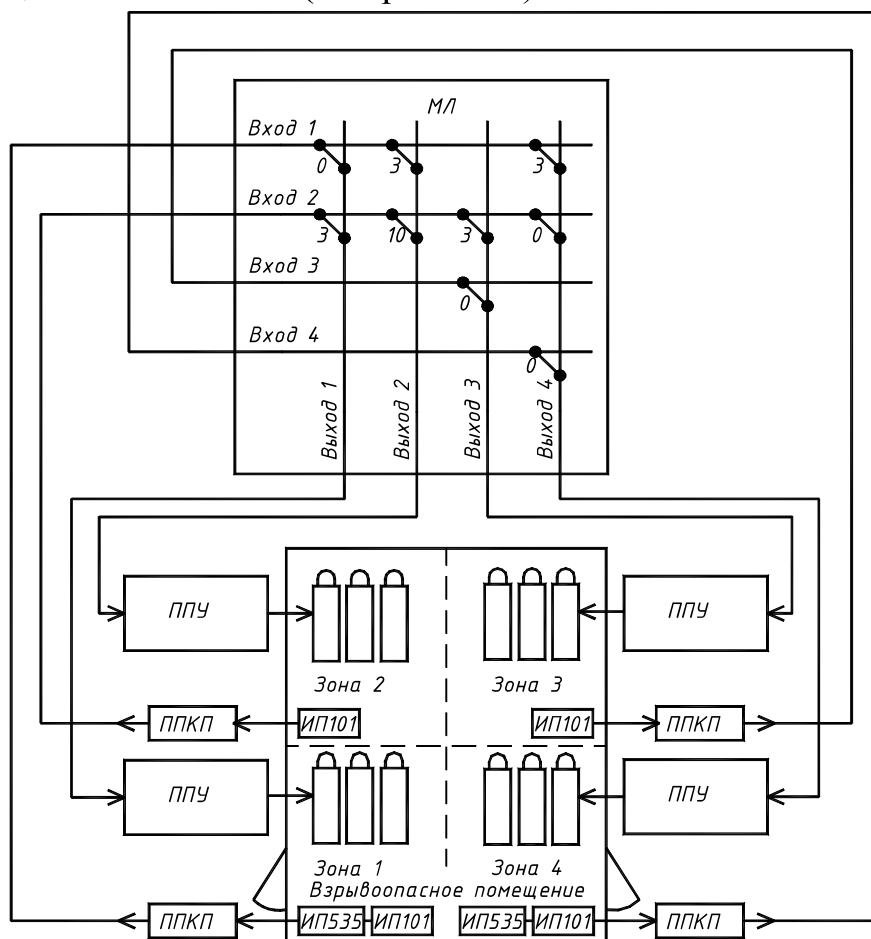 МЛ
Вход 1
0
3
3
Вход 2
3
10
3
0
Вход 3
0
Вход 4
0
Выход 1
Выход 2
Выход 3
Выход 4
ППУ
ППУ
Зона 2
Зона 3
ППКП
ИП101
ИП101
ППКП
ППУ
ППУ
Зона 1
Зона 4
Взрывоопасное помещение
ППКП
ИП535
ИП101
ИП535
ИП101
ППКП